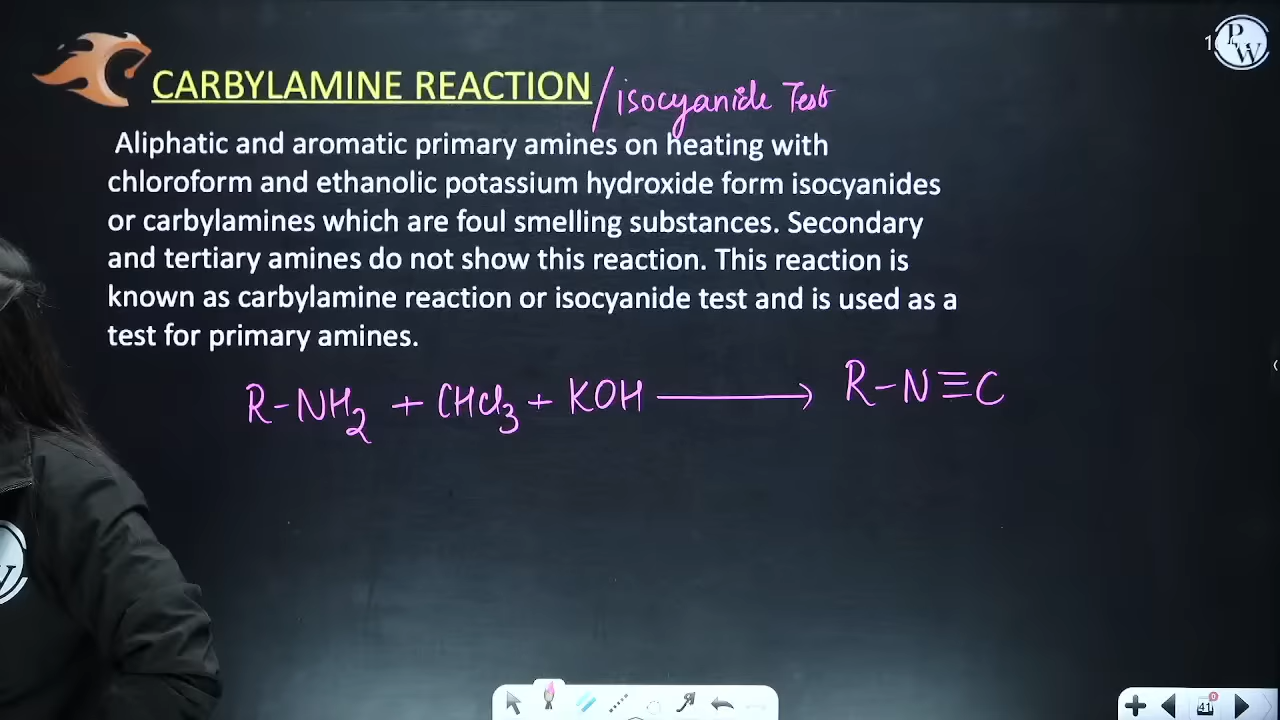 CARBYLAMINE REACTION/isocyanide Test
Aliphatic and aromatic primary amines on heating with
chloroform and ethanolic potassium hydroxide form isocyanides
or carbylamines which are foul smelling substances. Secondary
and tertiary amines do not show this reaction. This reaction is
known as carbylamine reaction or isocyanide test and is used as a
test for primary amines.
R-NH₂ + CHCl₃ + KOH ⟶ R-N≡C
PW
41